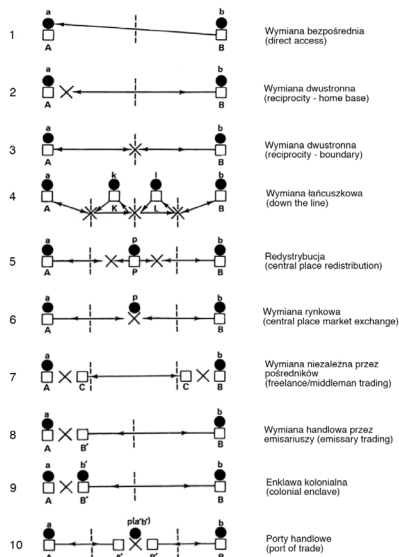 a b
1 Wymiana bezpośrednia
(direct access)
A B
a b
2 Wymiana dwustronna
(reciprocity - home base)
A B
a b
3 Wymiana dwustronna
(reciprocity - boundary)
A B
a k l b
4 Wymiana łańcuszkowa
(down the line)
A K L B
a p b
5 Redystrybucja
(central place redistribution)
A P B
a p b
6 Wymiana rynkowa
(central place market exchange)
A B
a b
7 Wymiana niezależna przez
pośredników
(freelance/middleman trading)
A C C B
a b
8 Wymiana handlowa przez
emisariuszy (emissary trading)
A B' B
a b' b
9 Enklawa kolonialna
(colonial enclave)
A B' B
a p(a'b') b
10 Porty handlowe
(port of trade)
A A' B' B